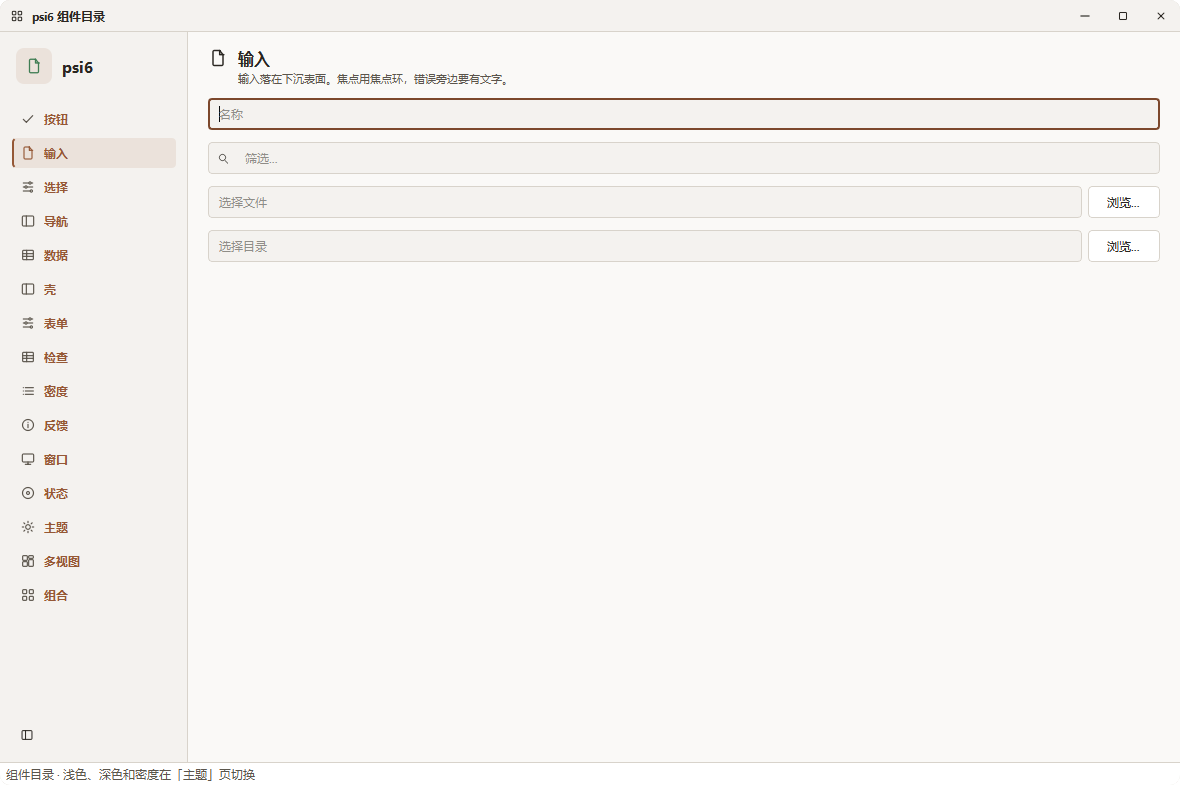 psi6 组件目录
psi6
按钮
输入
选择
导航
数据
壳
表单
检查
密度
反馈
窗口
状态
主题
多视图
组合
输入
输入落在下沉表面。焦点用焦点环，错误旁边要有文字。
名称
筛选...
选择文件
浏览...
选择目录
浏览...
组件目录 · 浅色、深色和密度在「主题」页切换